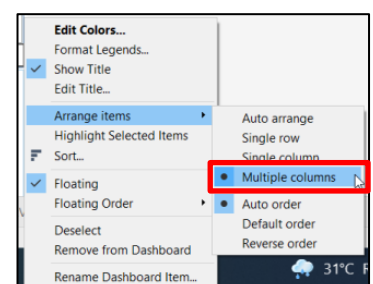 Edit Colors...
Format Legends...
Show Title
Edit Title...
Arrange items
Highlight Selected Items
Sort...
Floating
Floating Order
Deselect
Remove from Dashboard
Rename Dashboard Item...
Auto arrange
Single row
Single column
Multiple columns
Auto order
Default order
Reverse order
31°C